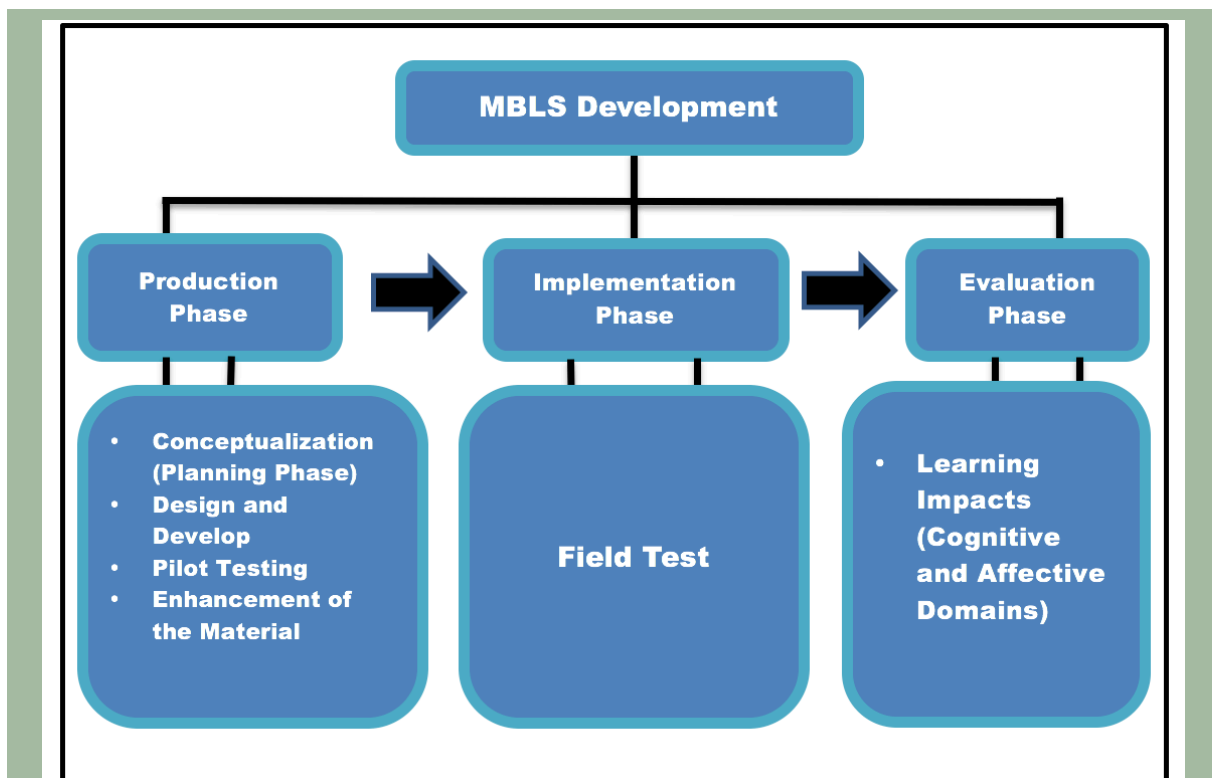 MBLS Development
Production
Phase
Implementation
Phase
Evaluation
Phase
• Conceptualization
(Planning Phase)
• Design and
Develop
• Pilot Testing
• Enhancement of
the Material
Field Test
• Learning
Impacts
(Cognitive
and Affective
Domains)